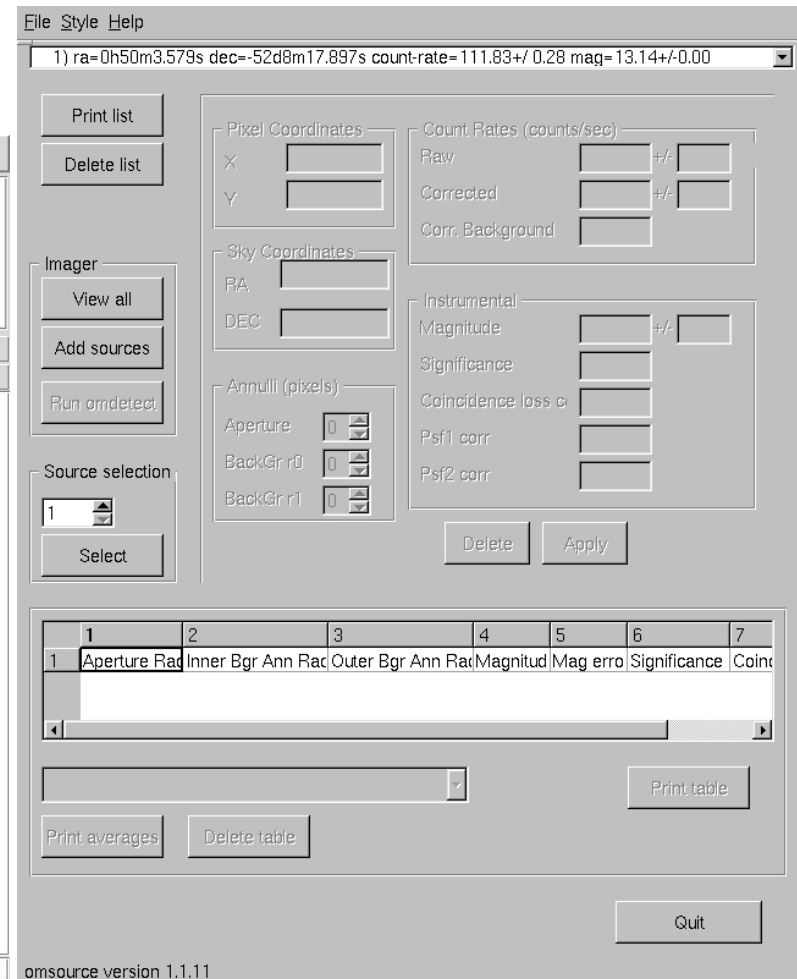 File Style Help
1) ra=0h50m3.579s dec=-52d8m17.897s count-rate=111.83+/ 0.28 mag=13.14+/-0.00
Print list
Delete list
Pixel Coordinates
X
Y
Count Rates (counts/sec)
Raw +/-
Corrected +/-
Corr. Background
Sky Coordinates
RA
DEC
Imager
View all
Add sources
Run omdetect
Instrumental
Magnitude +/-
Significance
Coincidence loss c
Psf1 corr
Psf2 corr
Annulli (pixels)
Aperture 0
BackGr r0 0
BackGr r1 0
Source selection
1
Select
Delete Apply
1 2 3 4 5 6 7
1 Aperture Rad Inner Bgr Ann Rad Outer Bgr Ann Rad Magnitud Mag erro Significance Coinc
Print table
Print averages Delete table
Quit
omsource version 1.1.11